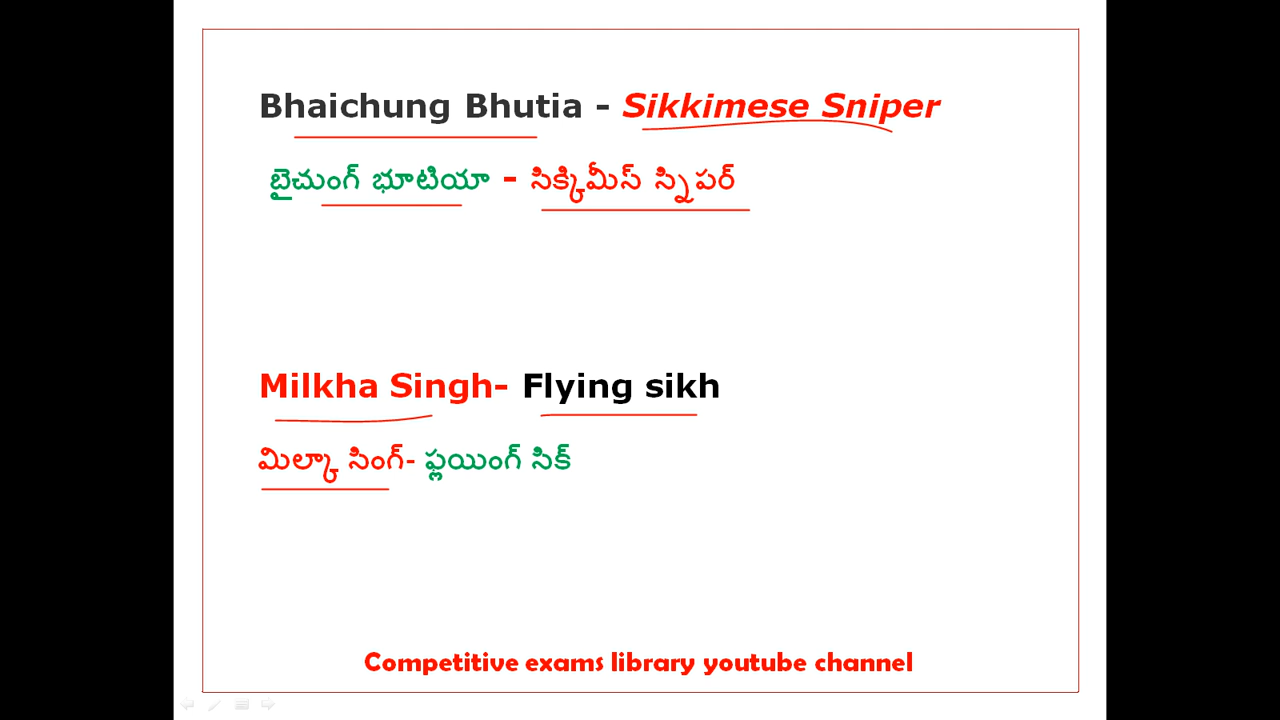 Bhaichung Bhutia - Sikkimese Sniper
బైచుంగ్ భూటియా - సిక్కిమీస్ స్నిపర్
Milkha Singh- Flying sikh
మిల్కా సింగ్- ఫ్లయింగ్ సిక్
Competitive exams library youtube channel